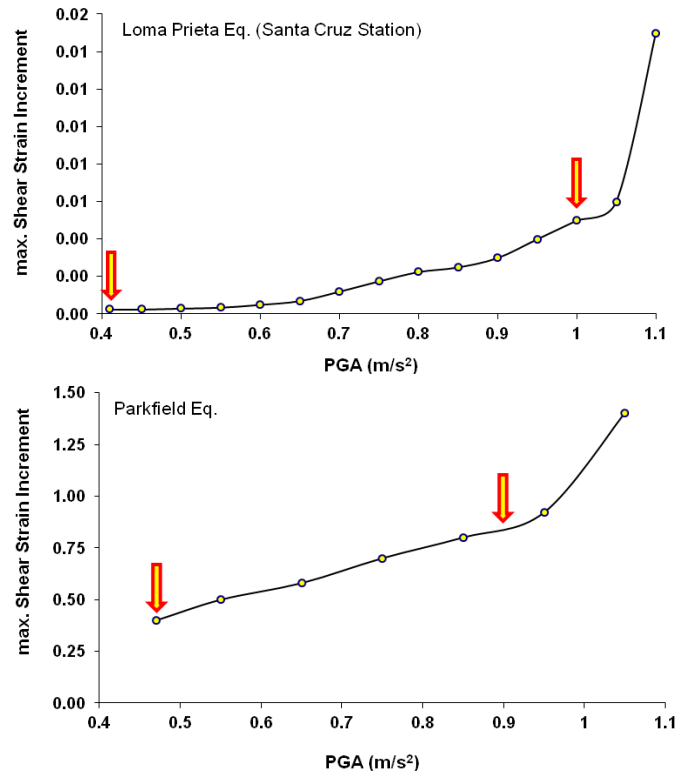 Loma Prieta Eq. (Santa Cruz Station)
max. Shear Strain Increment
0.02
0.01
0.01
0.01
0.01
0.00
0.00
0.00
0.4 0.5 0.6 0.7 0.8 0.9 1 1.1
PGA (m/s²)
Parkfield Eq.
max. Shear Strain Increment
1.50
1.25
1.00
0.75
0.50
0.25
0.00
0.4 0.5 0.6 0.7 0.8 0.9 1 1.1
PGA (m/s²)